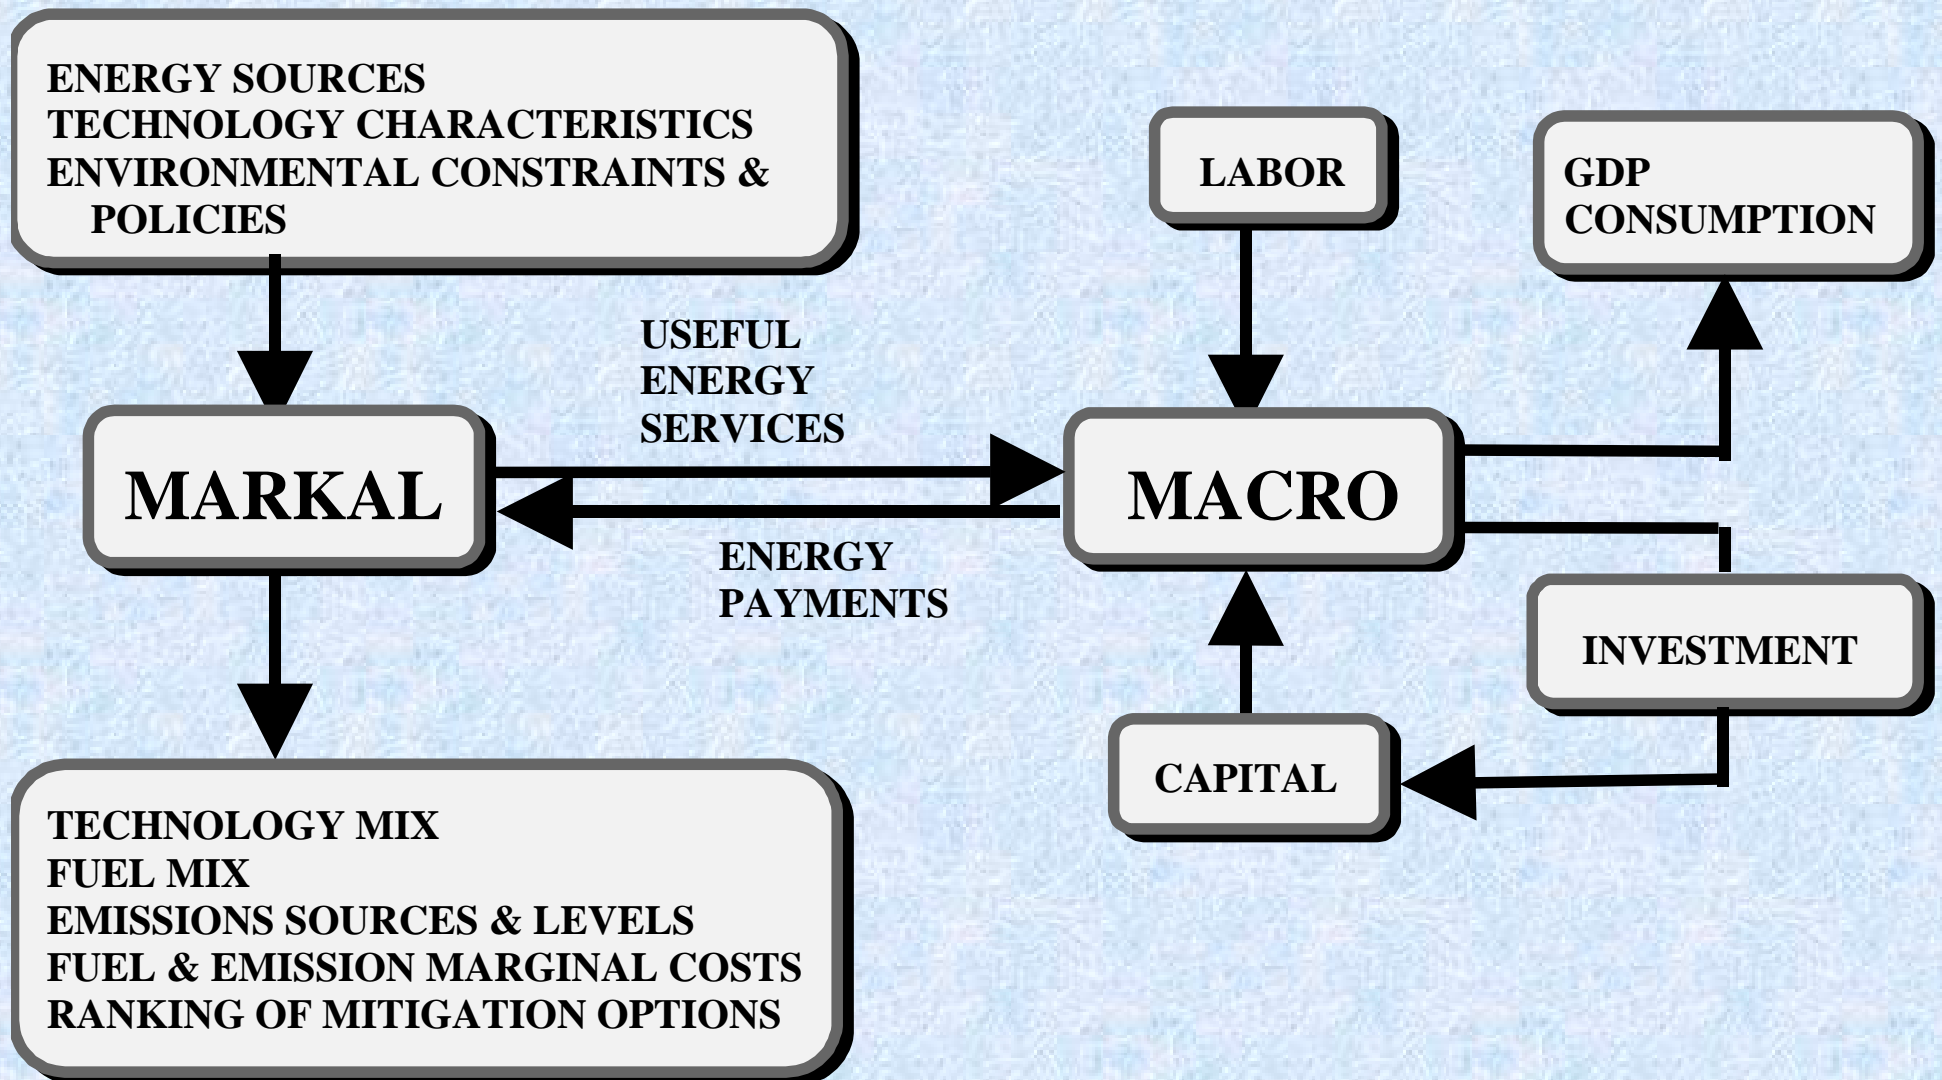 ENERGY SOURCES
TECHNOLOGY CHARACTERISTICS
ENVIRONMENTAL CONSTRAINTS &
POLICIES
LABOR
GDP
CONSUMPTION
USEFUL
ENERGY
SERVICES
MARKAL
MACRO
ENERGY
PAYMENTS
INVESTMENT
CAPITAL
TECHNOLOGY MIX
FUEL MIX
EMISSIONS SOURCES & LEVELS
FUEL & EMISSION MARGINAL COSTS
RANKING OF MITIGATION OPTIONS